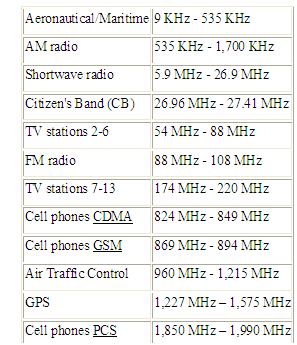 Aeronautical/Maritime 9 KHz - 535 KHz
AM radio 535 KHz - 1,700 KHz
Shortwave radio 5.9 MHz - 26.9 MHz
Citizen's Band (CB) 26.96 MHz - 27.41 MHz
TV stations 2-6 54 MHz - 88 MHz
FM radio 88 MHz - 108 MHz
TV stations 7-13 174 MHz - 220 MHz
Cell phones CDMA 824 MHz - 849 MHz
Cell phones GSM 869 MHz - 894 MHz
Air Traffic Control 960 MHz - 1,215 MHz
GPS 1,227 MHz – 1,575 MHz
Cell phones PCS 1,850 MHz – 1,990 MHz